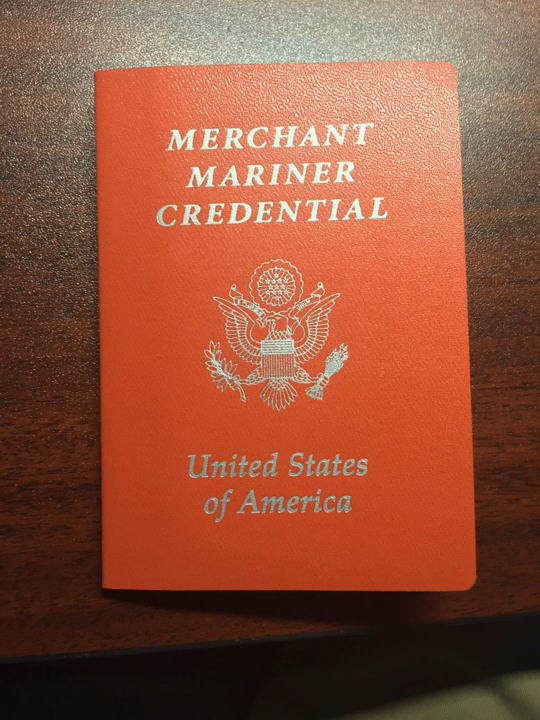 MERCHANT
MARINER
CREDENTIAL
United States
of America